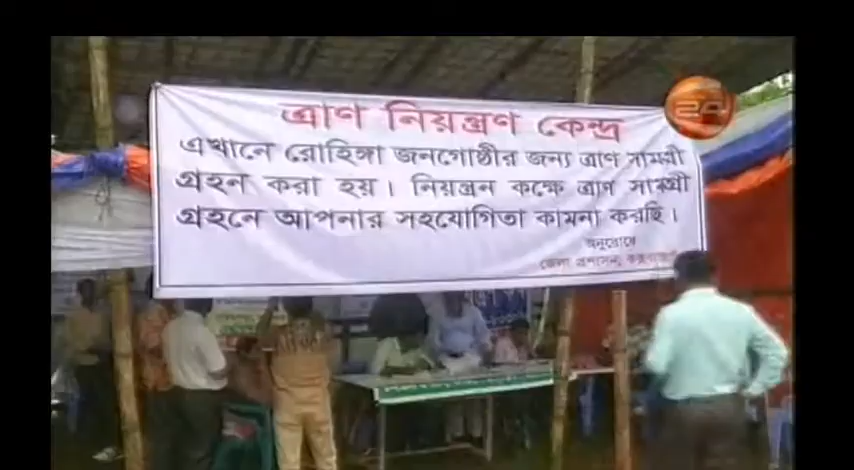 ত্রাণ নিয়ন্ত্রণ কেন্দ্র
24
এখানে রোহিঙ্গা জনগোষ্ঠীর জন্য ত্রাণ সামগ্রী
গ্রহন করা হয়। নিয়ন্ত্রন কক্ষে ত্রাণ সামগ্রী
গ্রহনে আপনার সহযোগিতা কামনা করছি।
অনুরোধে
জেলা প্রশাসন, কক্সবাজার